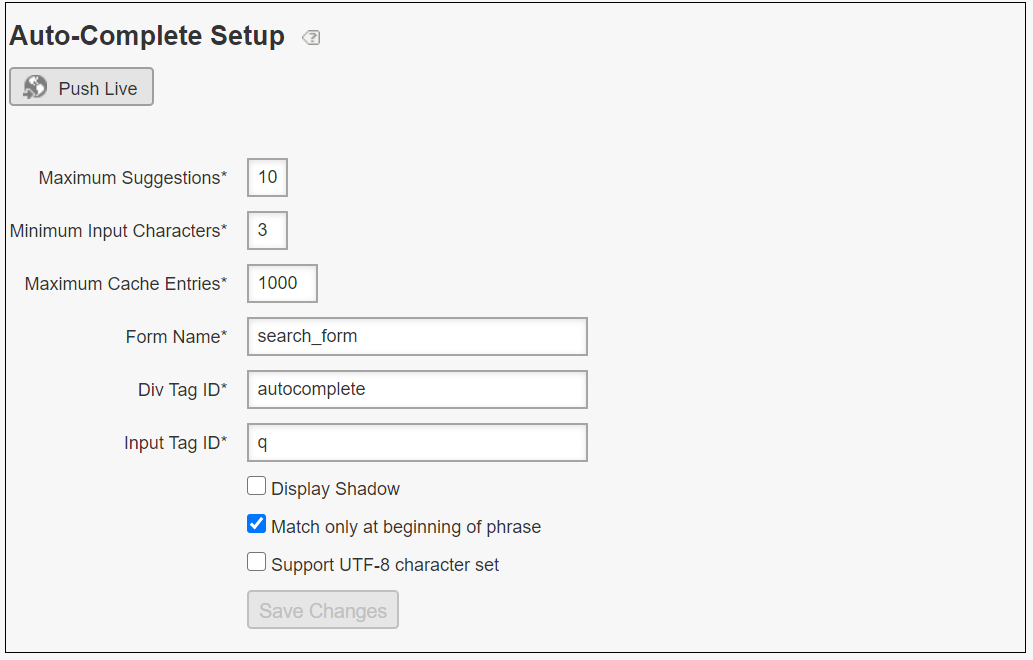 Auto-Complete Setup ?
Push Live
Maximum Suggestions* 10
Minimum Input Characters* 3
Maximum Cache Entries* 1000
Form Name* search_form
Div Tag ID* autocomplete
Input Tag ID* q
Display Shadow
Match only at beginning of phrase
Support UTF-8 character set
Save Changes